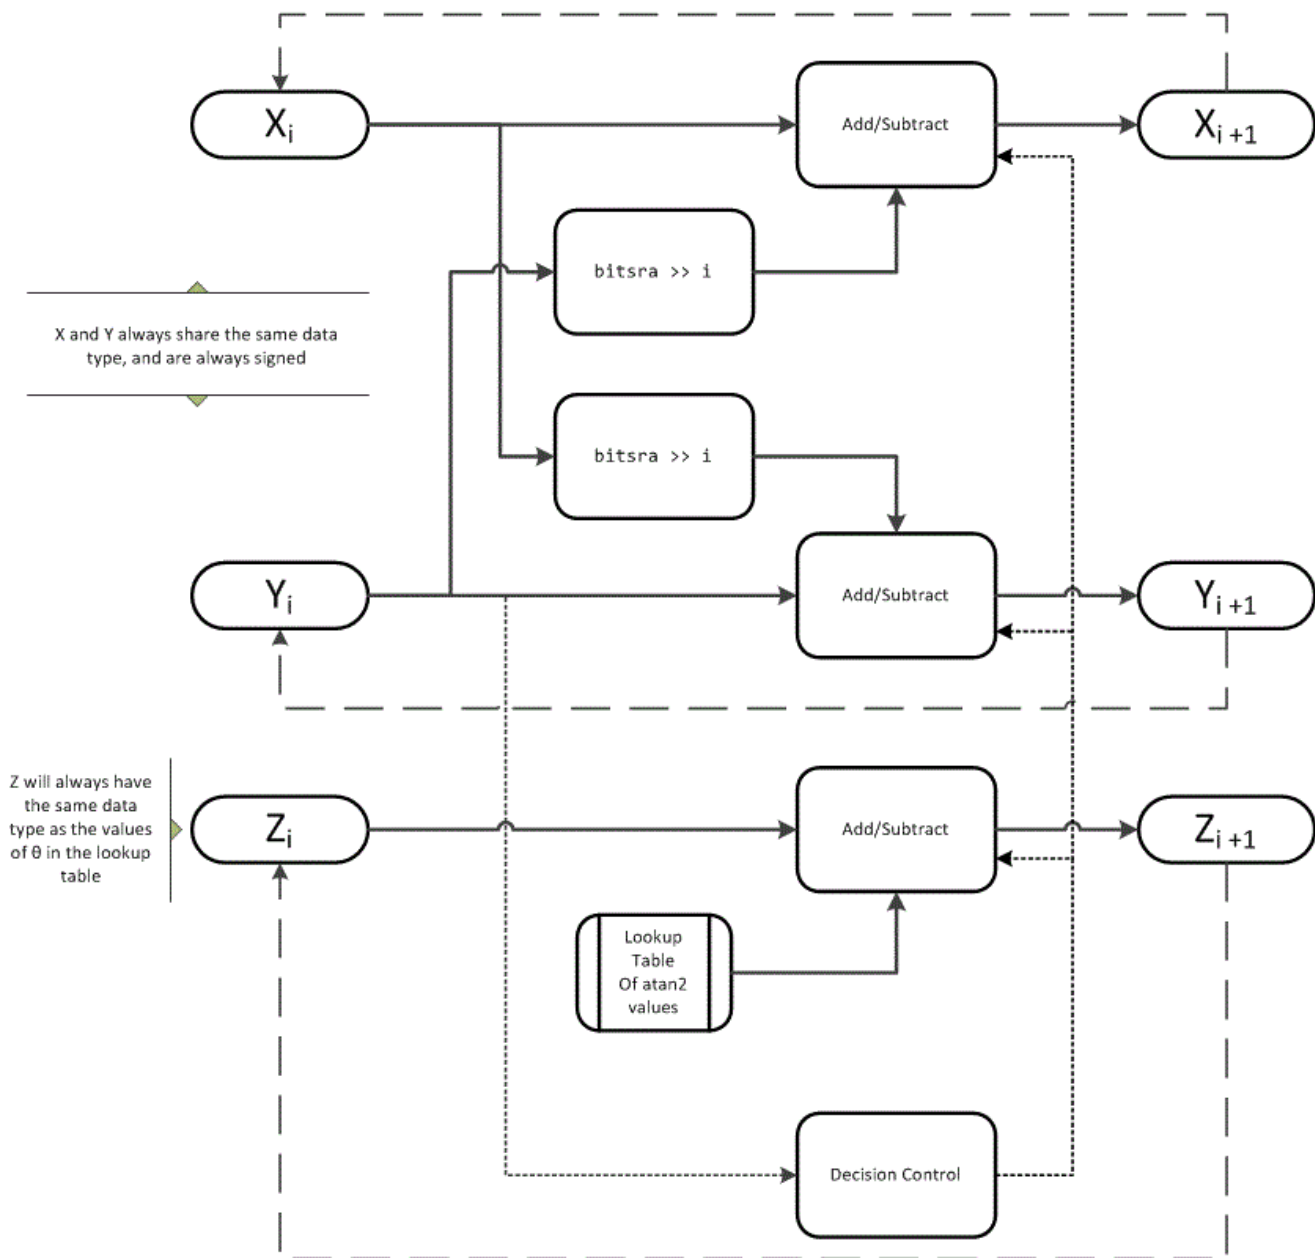 Xi
Add/Subtract
Xi +1
bitsra >> i
X and Y always share the same data
type, and are always signed
bitsra >> i
Yi
Add/Subtract
Yi +1
Z will always have
the same data
type as the values
of θ in the lookup
table
Zi
Add/Subtract
Zi +1
Lookup
Table
Of atan2
values
Decision Control